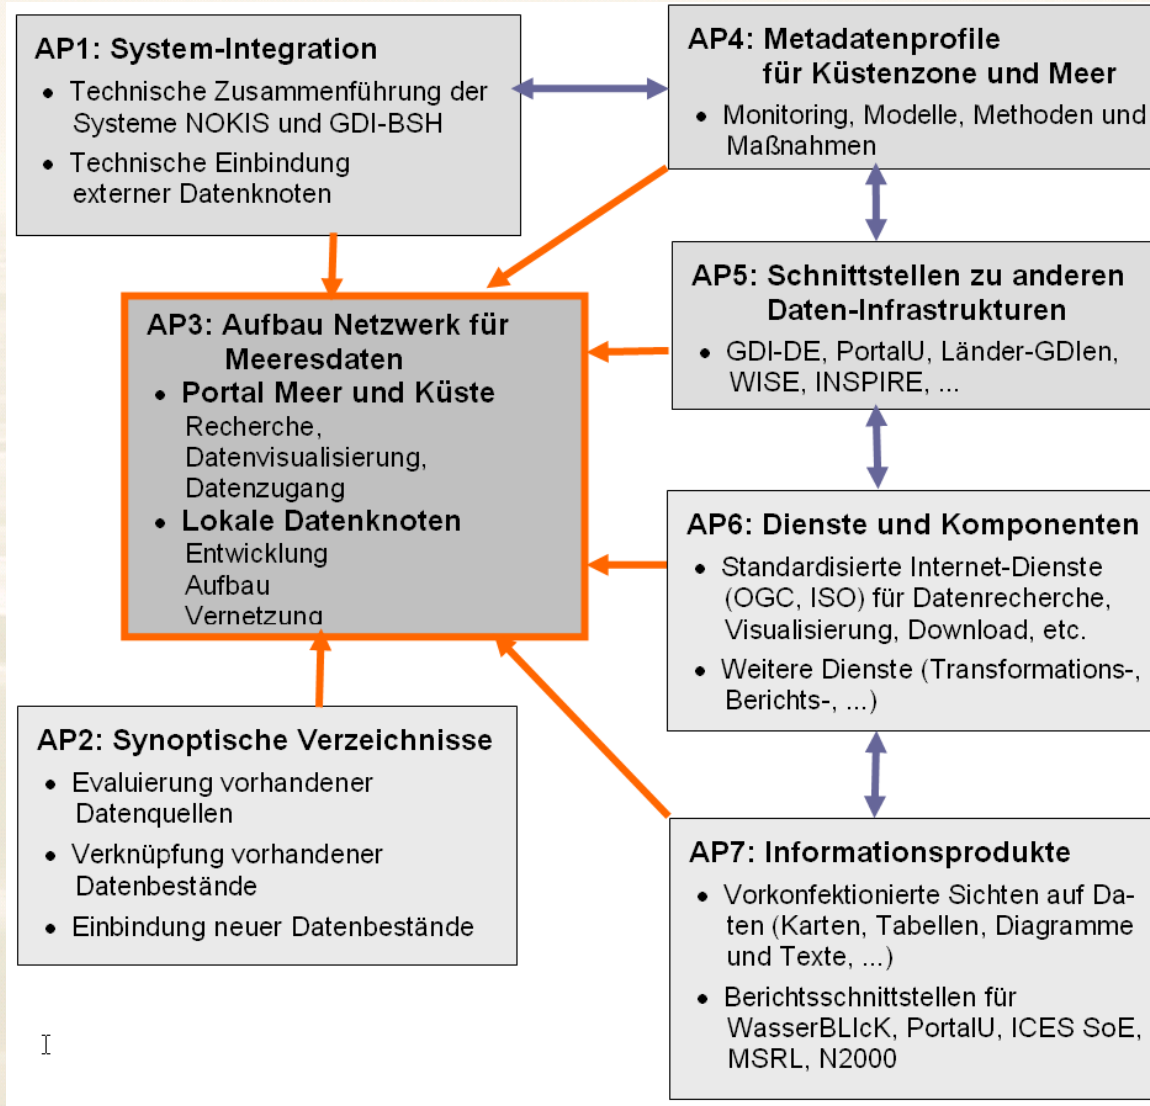 AP1: System-Integration
• Technische Zusammenführung der
Systeme NOKIS und GDI-BSH
• Technische Einbindung
externer Datenknoten
AP4: Metadatenprofile
für Küstenzone und Meer
• Monitoring, Modelle, Methoden und
Maßnahmen
AP5: Schnittstellen zu anderen
Daten-Infrastrukturen
• GDI-DE, PortalU, Länder-GDIen,
WISE, INSPIRE, ...
AP3: Aufbau Netzwerk für
Meeresdaten
• Portal Meer und Küste
Recherche,
Datenvisualisierung,
Datenzugang
• Lokale Datenknoten
Entwicklung
Aufbau
Vernetzung
AP6: Dienste und Komponenten
• Standardisierte Internet-Dienste
(OGC, ISO) für Datenrecherche,
Visualisierung, Download, etc.
• Weitere Dienste (Transformations-,
Berichts-, ...)
AP2: Synoptische Verzeichnisse
• Evaluierung vorhandener
Datenquellen
• Verknüpfung vorhandener
Datenbestände
• Einbindung neuer Datenbestände
AP7: Informationsprodukte
• Vorkonfektionierte Sichten auf Da-
ten (Karten, Tabellen, Diagramme
und Texte, ...)
• Berichtsschnittstellen für
WasserBLIcK, PortalU, ICES SoE,
MSRL, N2000